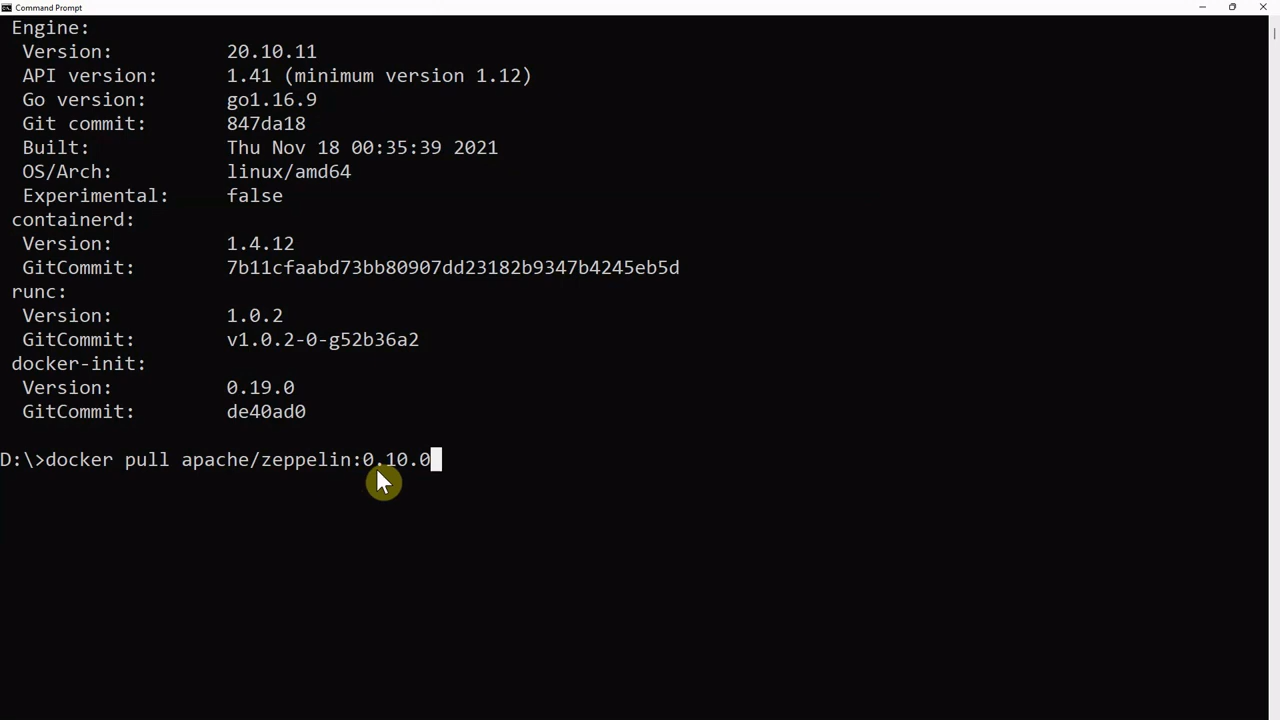 Command Prompt
Engine:
Version: 20.10.11
API version: 1.41 (minimum version 1.12)
Go version: go1.16.9
Git commit: 847da18
Built: Thu Nov 18 00:35:39 2021
OS/Arch: linux/amd64
Experimental: false
containerd:
Version: 1.4.12
GitCommit: 7b11cfaabd73bb80907dd23182b9347b4245eb5d
runc:
Version: 1.0.2
GitCommit: v1.0.2-0-g52b36a2
docker-init:
Version: 0.19.0
GitCommit: de40ad0
D:\>docker pull apache/zeppelin:0.10.0